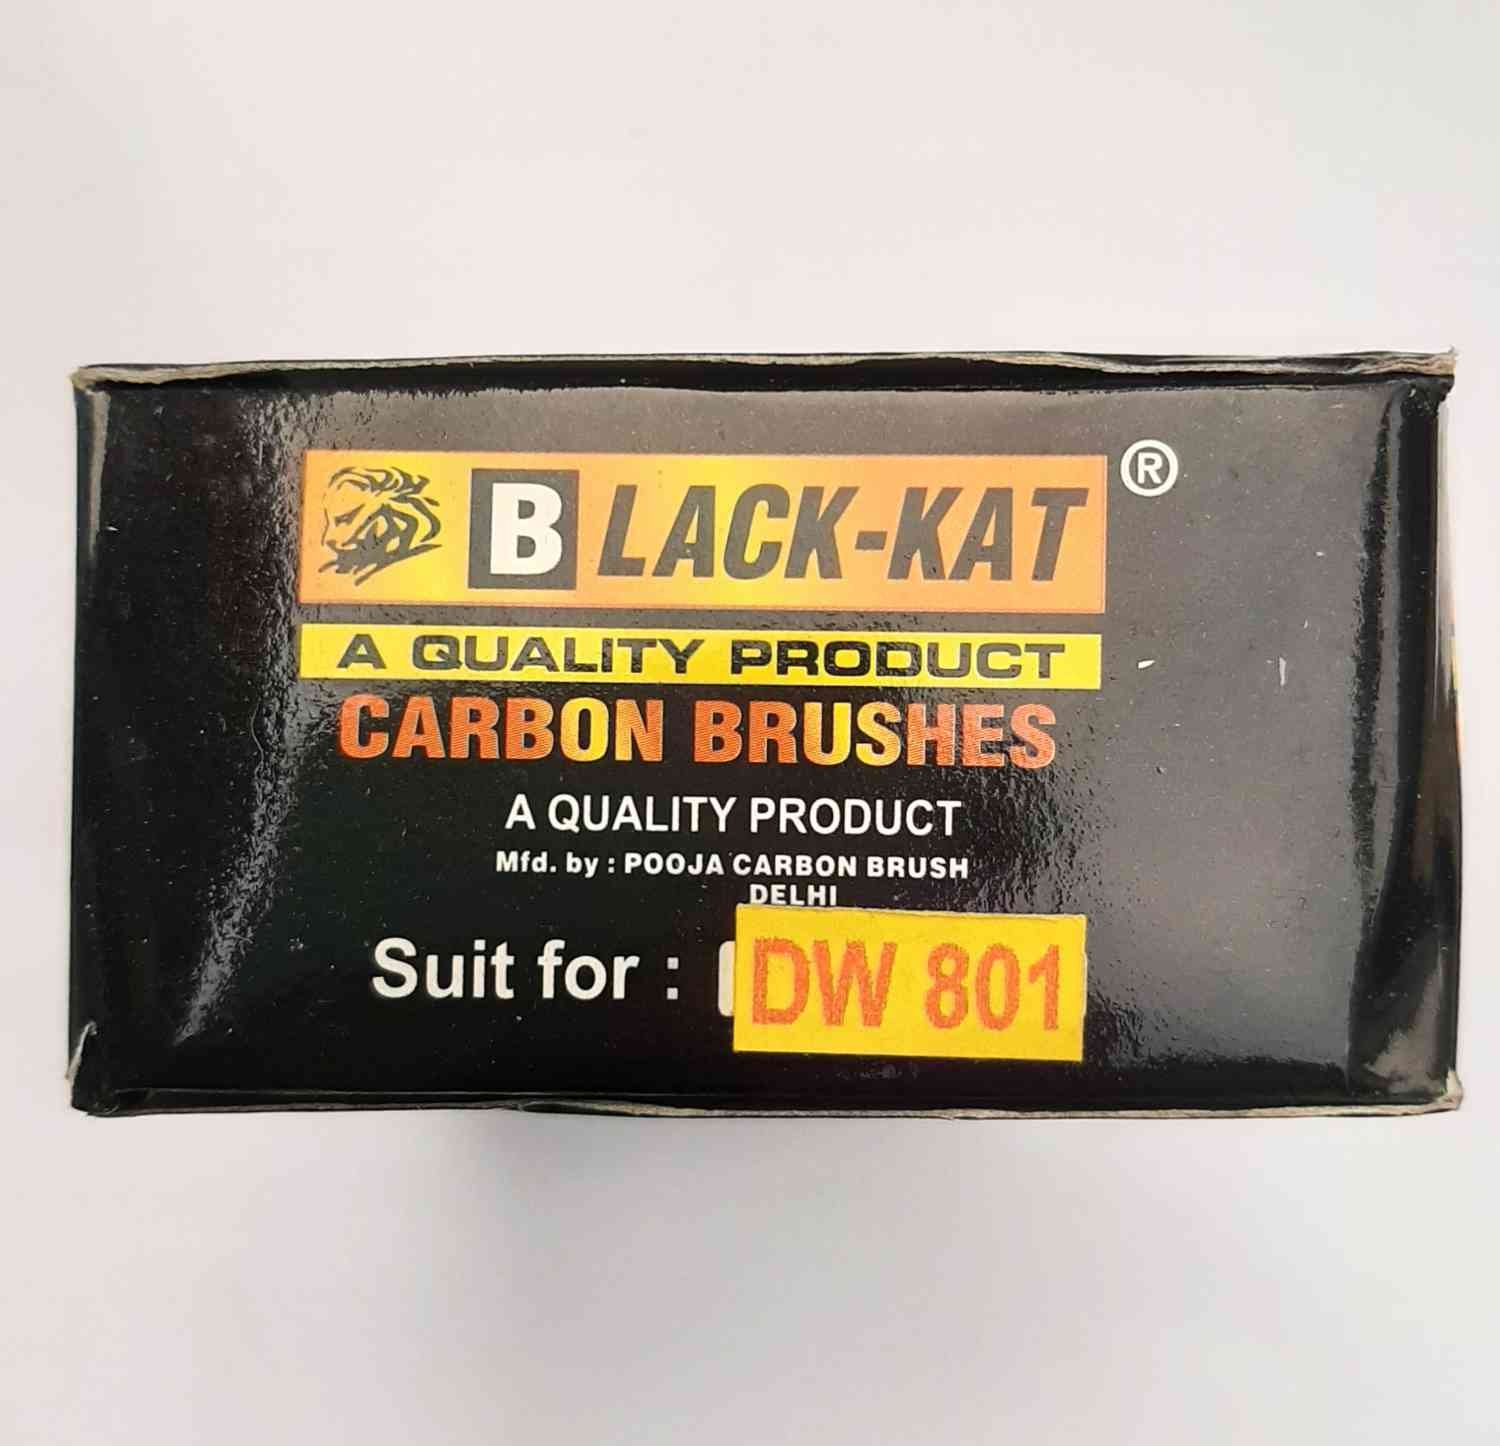 BLACK-KAT ®
A QUALITY PRODUCT
CARBON BRUSHES
A QUALITY PRODUCT
Mfd. by : POOJA CARBON BRUSH
DELHI
Suit for : DW 801